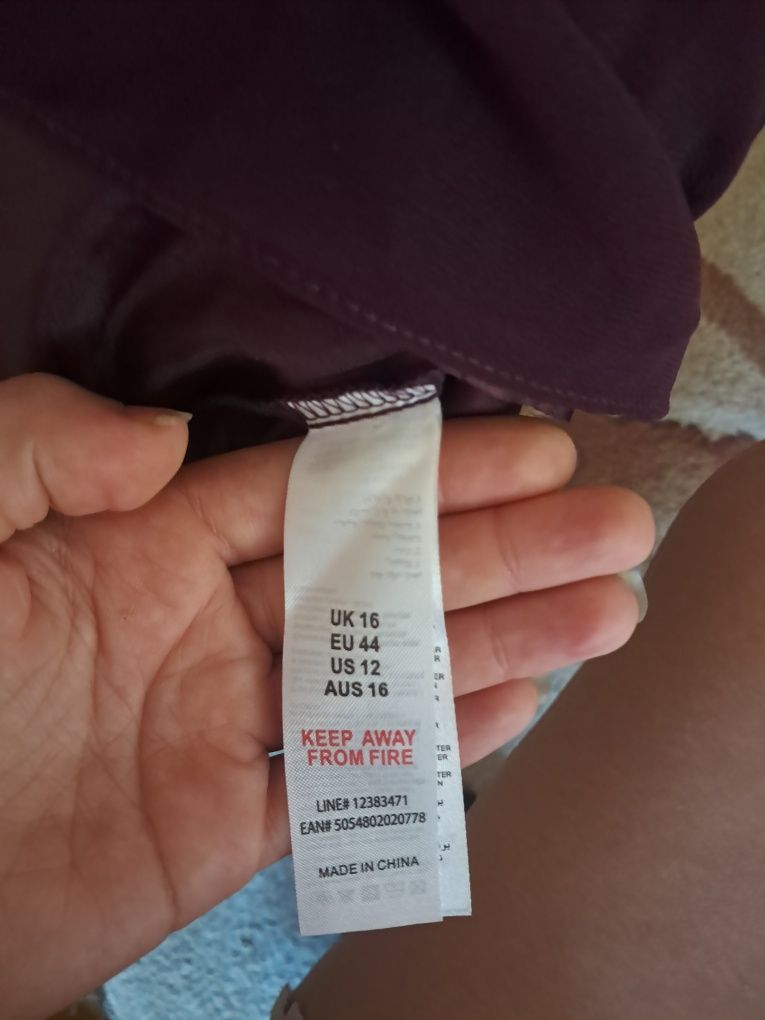 UK 16
EU 44
US 12
AUS 16
KEEP AWAY
FROM FIRE
LINE# 12383471
EAN# 5054802020778
MADE IN CHINA